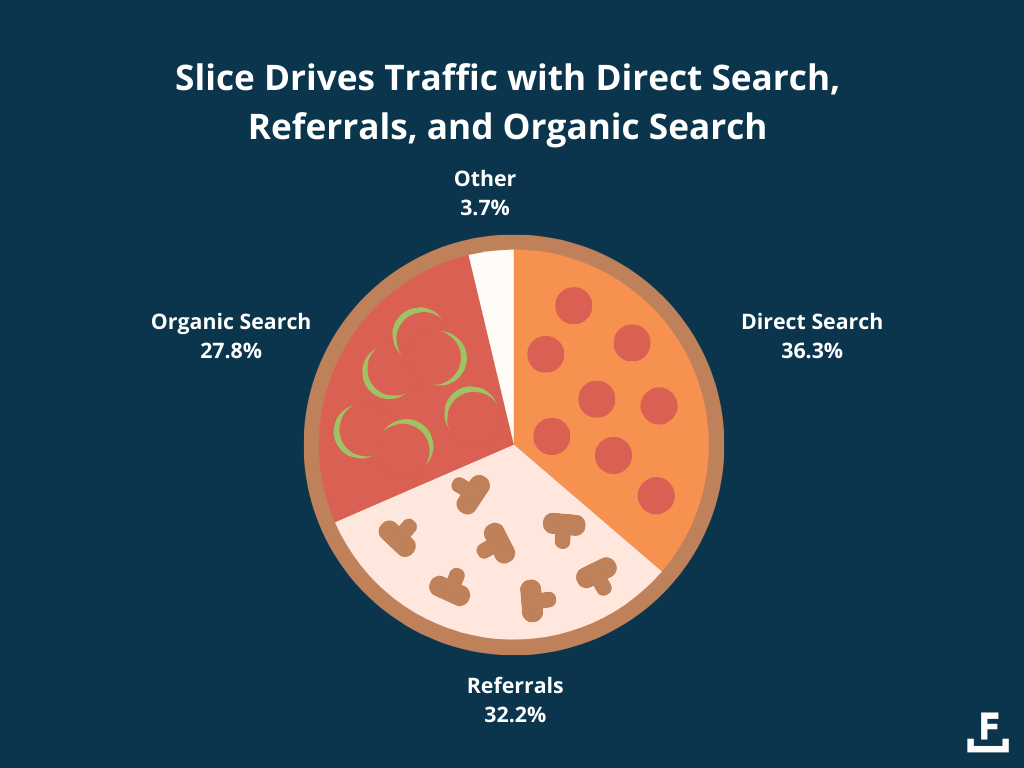 Slice Drives Traffic with Direct Search,
Referrals, and Organic Search
Other
3.7%
Organic Search
27.8%
Direct Search
36.3%
Referrals
32.2%
F